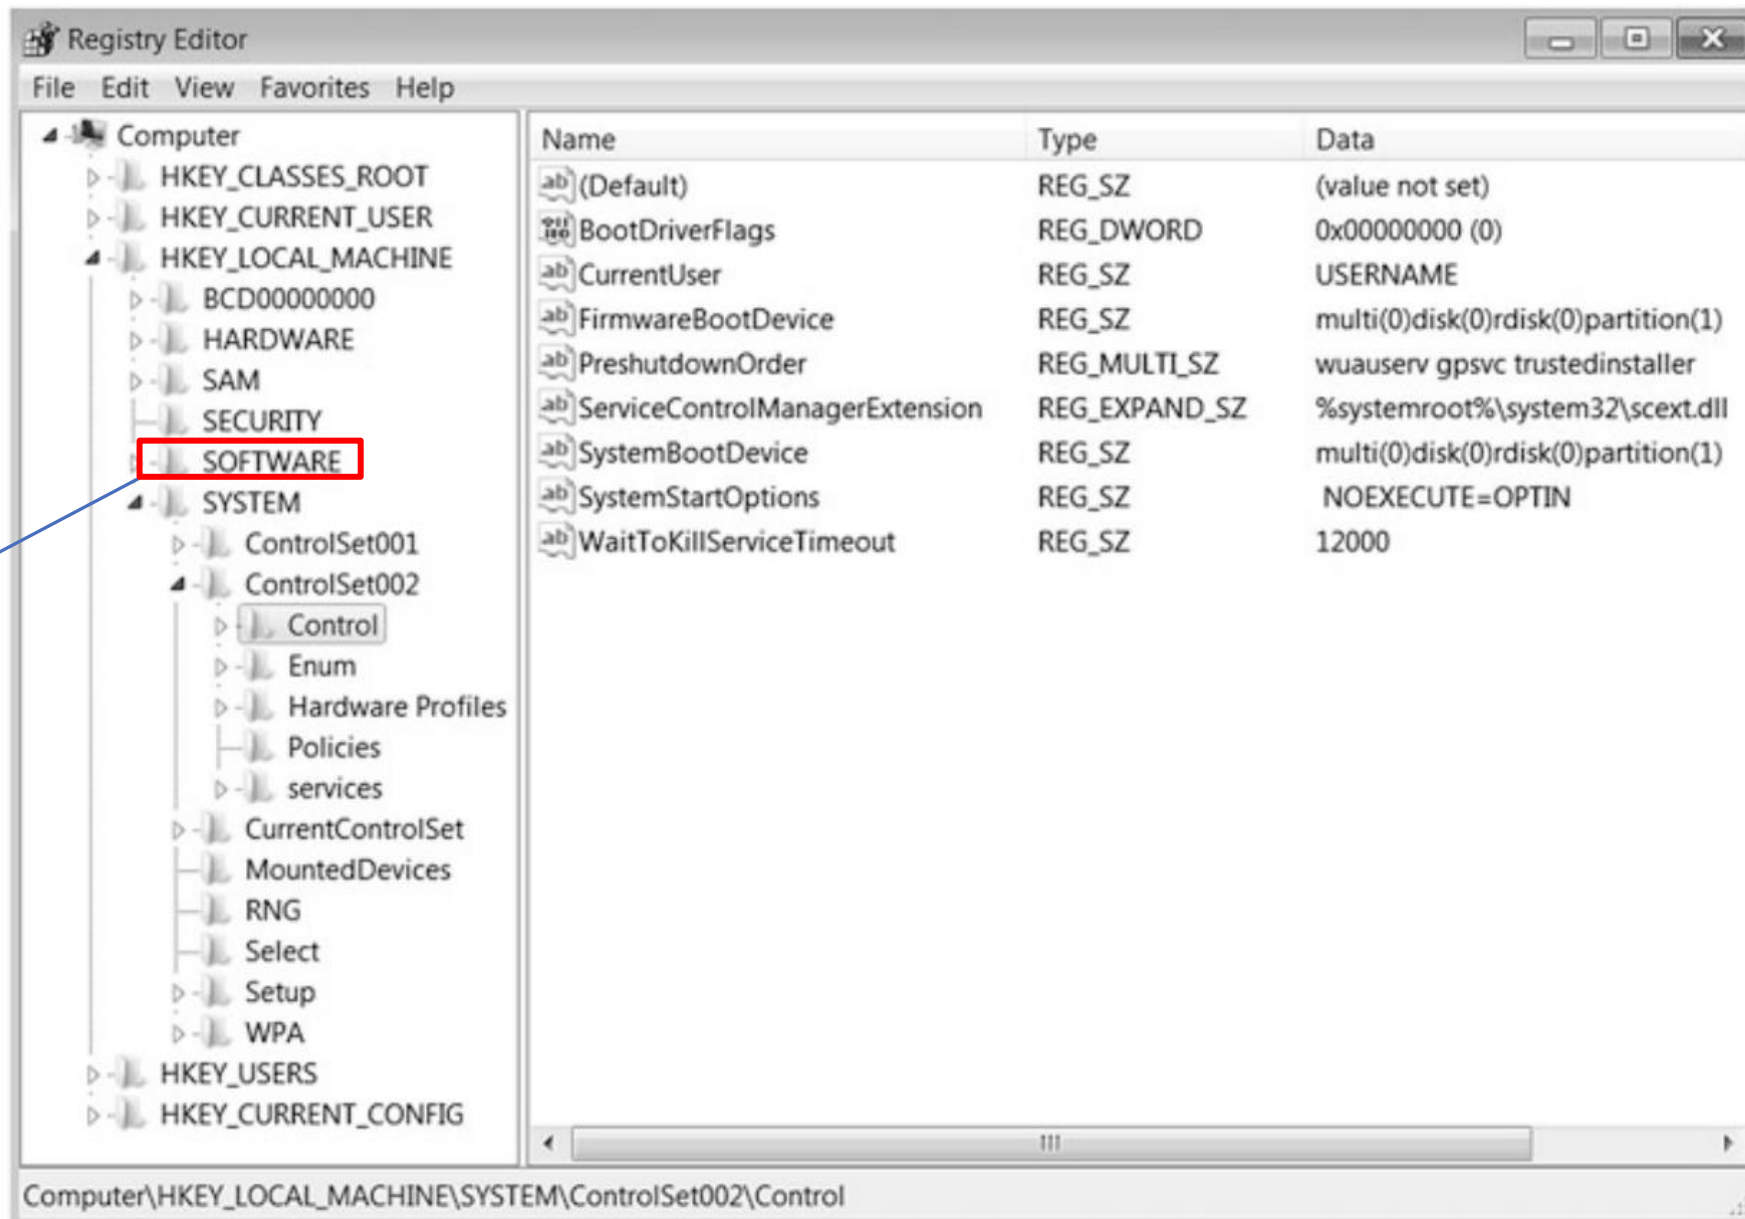 Registry Editor
File Edit View Favorites Help
Computer
HKEY_CLASSES_ROOT
HKEY_CURRENT_USER
HKEY_LOCAL_MACHINE
BCD00000000
HARDWARE
SAM
SECURITY
SOFTWARE
SYSTEM
ControlSet001
ControlSet002
Control
Enum
Hardware Profiles
Policies
services
CurrentControlSet
MountedDevices
RNG
Select
Setup
WPA
HKEY_USERS
HKEY_CURRENT_CONFIG
Name Type Data
(Default) REG_SZ (value not set)
BootDriverFlags REG_DWORD 0x00000000 (0)
CurrentUser REG_SZ USERNAME
FirmwareBootDevice REG_SZ multi(0)disk(0)rdisk(0)partition(1)
PreshutdownOrder REG_MULTI_SZ wuauserv gpsvc trustedinstaller
ServiceControlManagerExtension REG_EXPAND_SZ %systemroot%\system32\scext.dll
SystemBootDevice REG_SZ multi(0)disk(0)rdisk(0)partition(1)
SystemStartOptions REG_SZ NOEXECUTE=OPTIN
WaitToKillServiceTimeout REG_SZ 12000
Computer\HKEY_LOCAL_MACHINE\SYSTEM\ControlSet002\Control